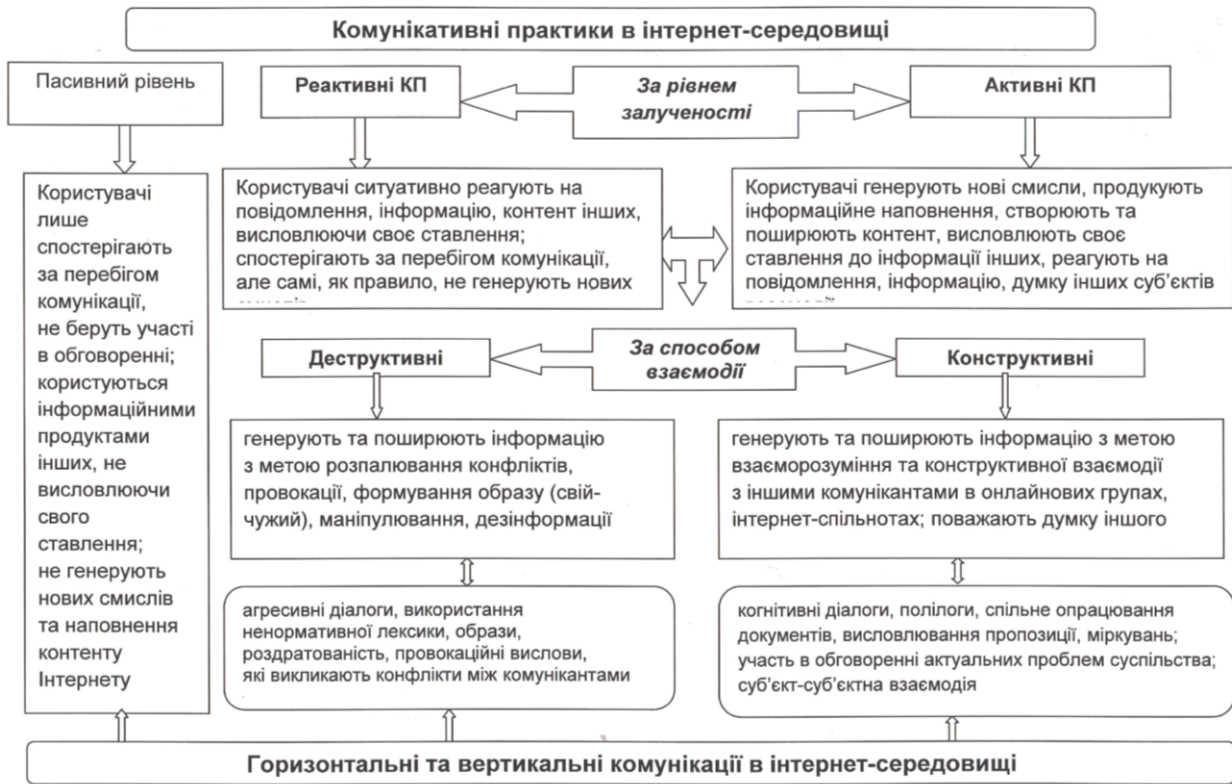 Комунікативні практики в інтернет-середовищі
Пасивний рівень
Реактивні КП
За рівнем
залученості
Активні КП
Користувачі
лише
спостерігають
за перебігом
комунікації,
не беруть участі
в обговоренні;
користуються
інформаційними
продуктами
інших, не
висловлюючи
свого
ставлення;
не генерують
нових смислів
та наповнення
контенту
Інтернету
Користувачі ситуативно реагують на
повідомлення, інформацію, контент інших,
висловлюючи своє ставлення;
спостерігають за перебігом комунікації,
але самі, як правило, не генерують нових
Користувачі генерують нові смисли, продукують
інформаційне наповнення, створюють та
поширюють контент, висловлюють своє
ставлення до інформації інших, реагують на
повідомлення, інформацію, думку інших суб'єктів
Деструктивні
За способом
взаємодії
Конструктивні
генерують та поширюють інформацію
з метою розпалювання конфліктів,
провокації, формування образу (свій-
чужий), маніпулювання, дезінформації
генерують та поширюють інформацію з метою
взаєморозуміння та конструктивної взаємодії
з іншими комунікантами в онлайнових групах,
інтернет-спільнотах; поважають думку іншого
агресивні діалоги, використання
ненормативної лексики, образи,
роздратованість, провокаційні вислови,
які викликають конфлікти між комунікантами
когнітивні діалоги, полілоги, спільне опрацювання
документів, висловлювання пропозиції, міркувань;
участь в обговоренні актуальних проблем суспільства;
суб'єкт-суб'єктна взаємодія
Горизонтальні та вертикальні комунікації в інтернет-середовищі